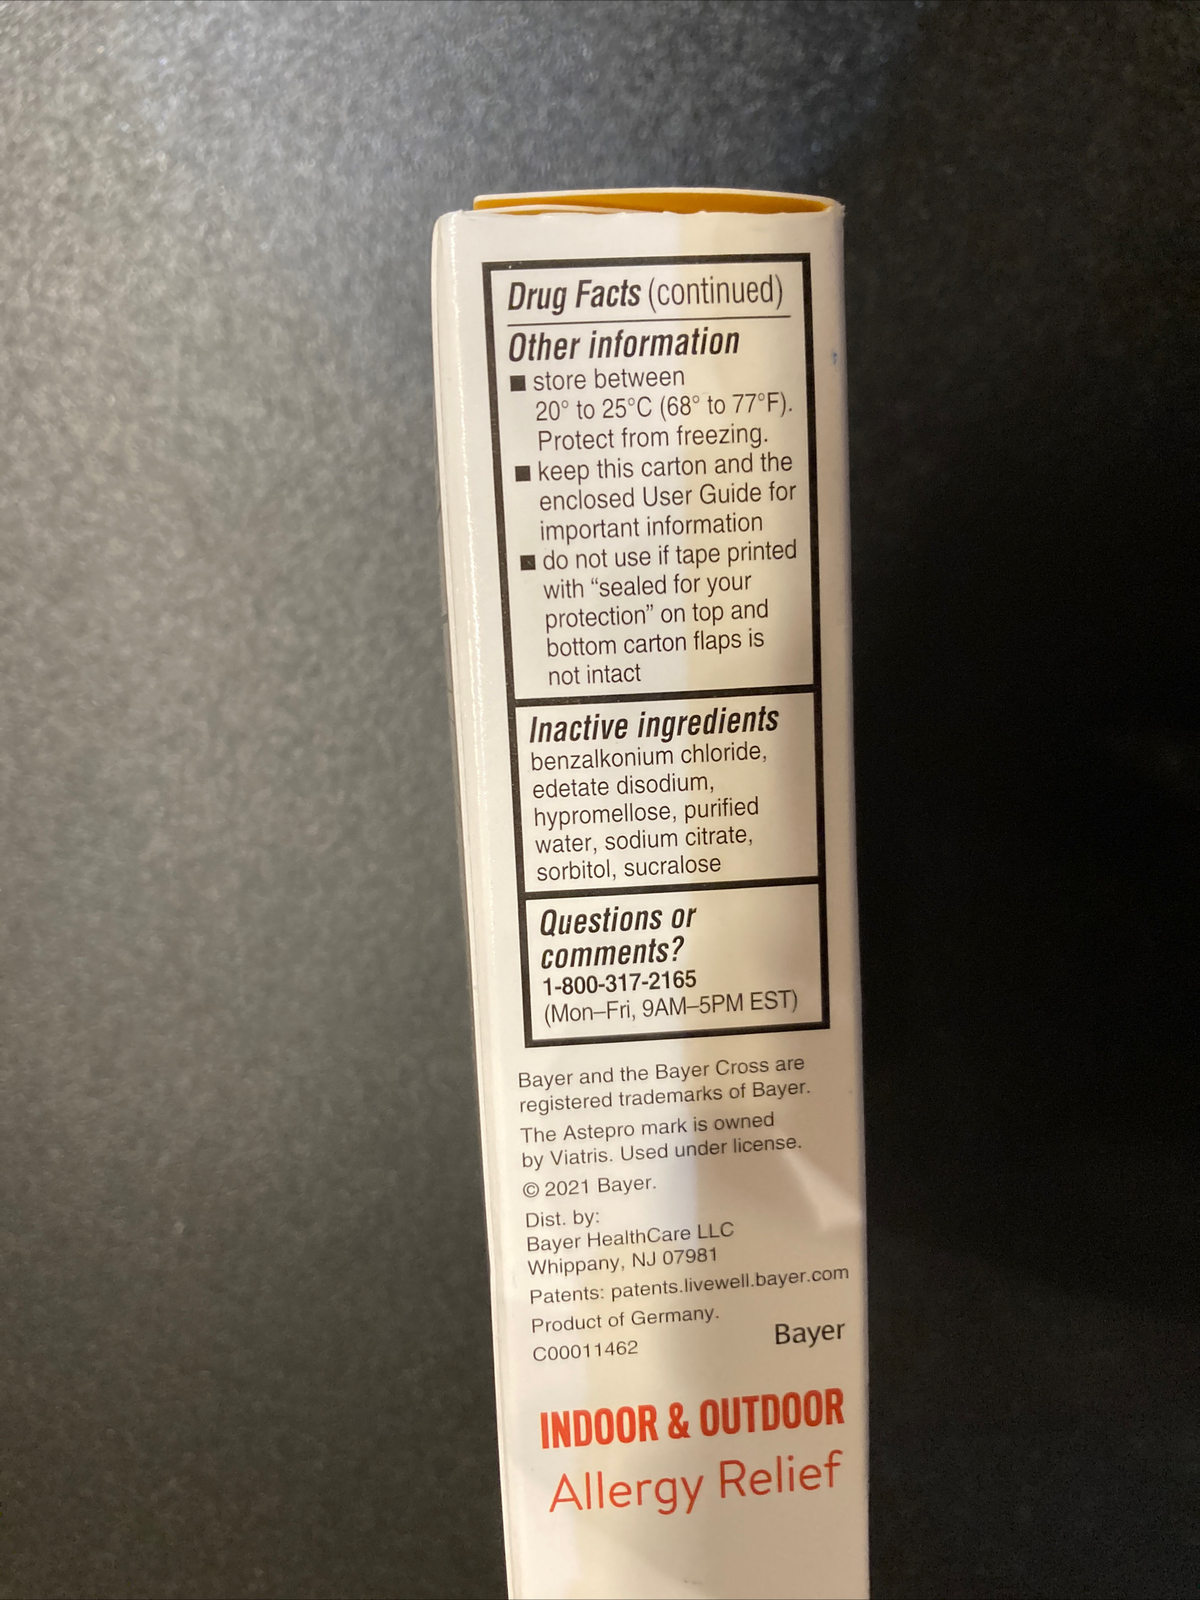 Drug Facts (continued)
Other information
■ store between
20° to 25°C (68° to 77°F).
Protect from freezing.
■ keep this carton and the
enclosed User Guide for
important information
■ do not use if tape printed
with “sealed for your
protection” on top and
bottom carton flaps is
not intact
Inactive ingredients
benzalkonium chloride,
edetate disodium,
hypromellose, purified
water, sodium citrate,
sorbitol, sucralose
Questions or
comments?
1-800-317-2165
(Mon–Fri, 9AM–5PM EST)
Bayer and the Bayer Cross are
registered trademarks of Bayer.
The Astepro mark is owned
by Viatris. Used under license.
© 2021 Bayer.
Dist. by:
Bayer HealthCare LLC
Whippany, NJ 07981
Patents: patents.livewell.bayer.com
Product of Germany.
C00011462
Bayer
INDOOR & OUTDOOR
Allergy Relief